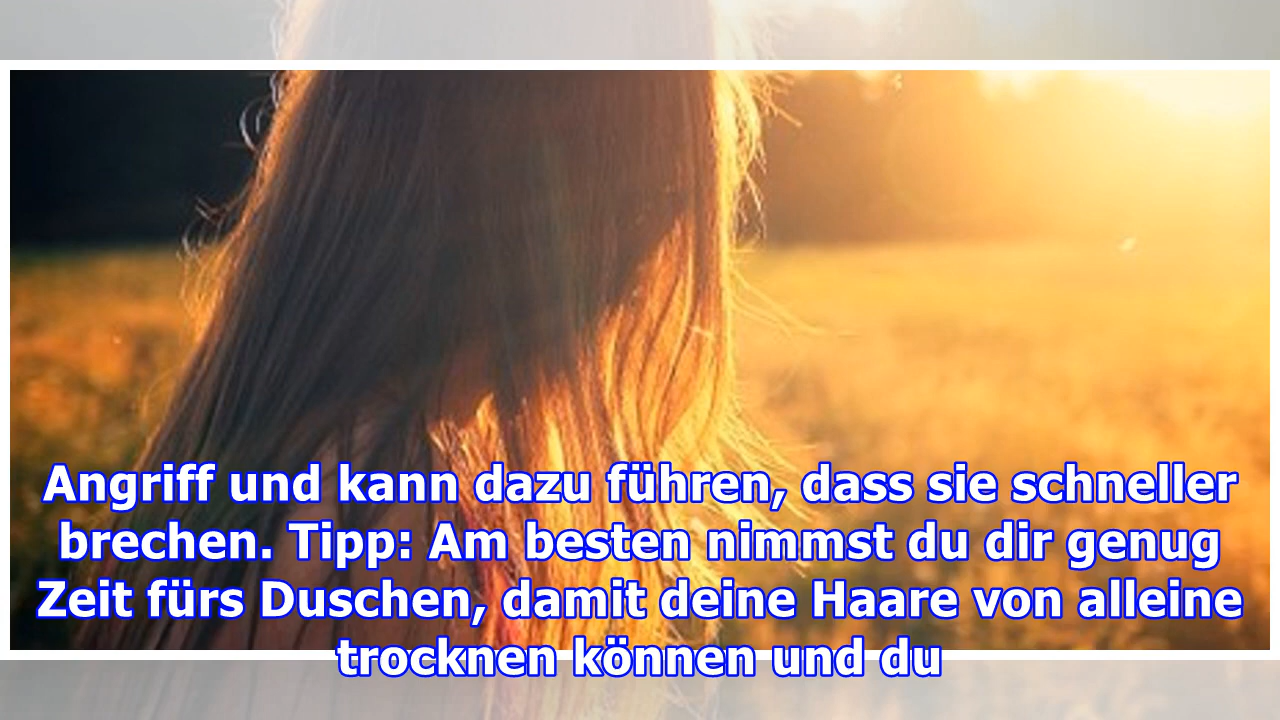 Angriff und kann dazu führen, dass sie schneller
brechen. Tipp: Am besten nimmst du dir genug
Zeit fürs Duschen, damit deine Haare von alleine
trocknen können und du